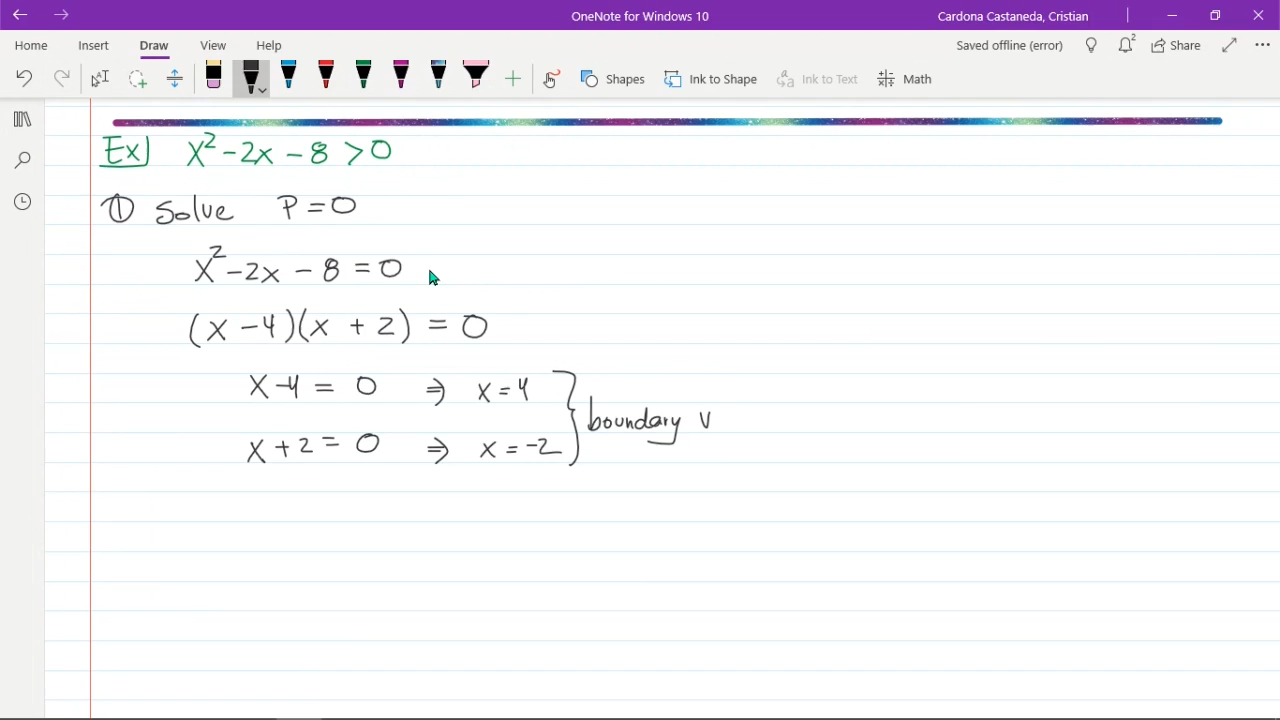 OneNote for Windows 10
Cardona Castaneda, Cristian
Home Insert Draw View Help
Saved offline (error) 2 Share
Shapes Ink to Shape Ink to Text Math
Ex) x² - 2x - 8 > 0
① Solve P = 0
x² - 2x - 8 = 0
(x - 4)(x + 2) = 0
x - 4 = 0 ⇒ x = 4
x + 2 = 0 ⇒ x = -2
boundary v